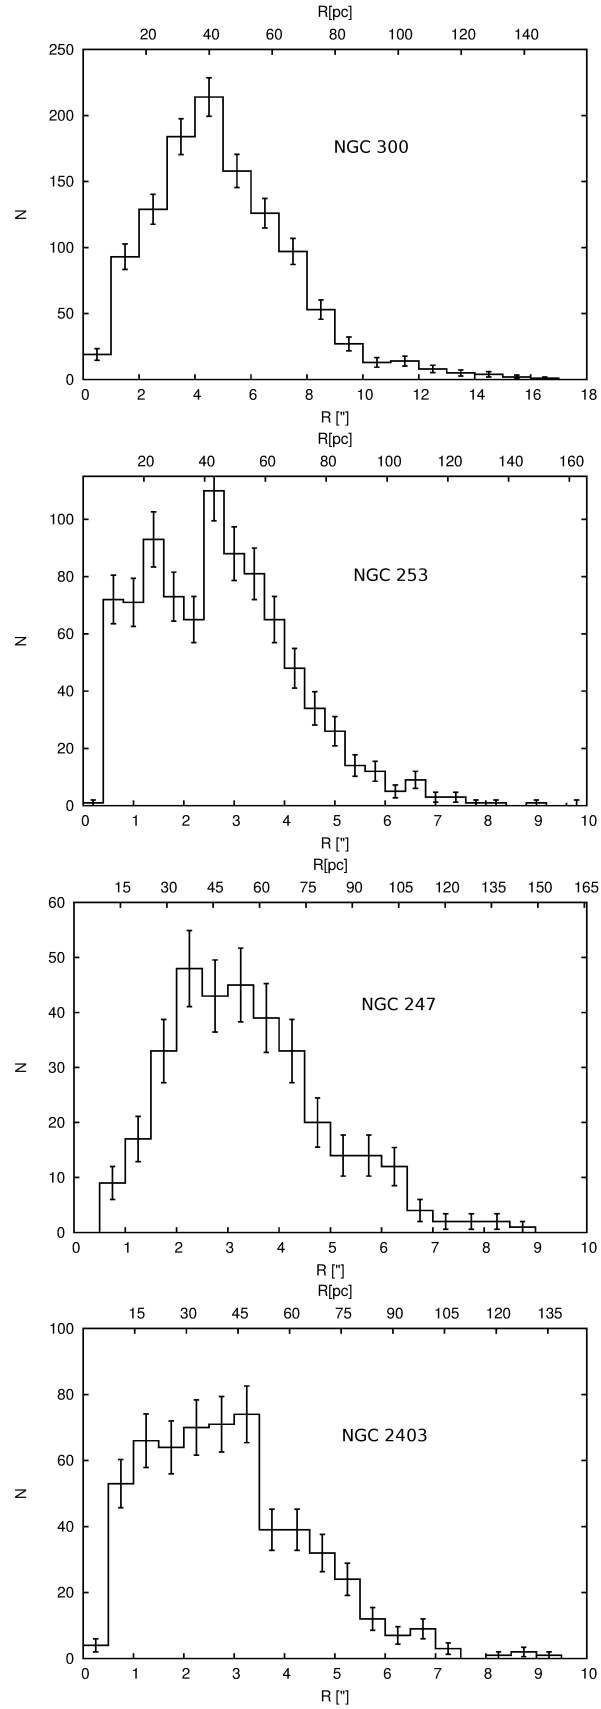 R[pc]
20 40 60 80 100 120 140
250
200
NGC 300
150
N
100
50
0
0 2 4 6 8 10 12 14 16 18
R ["]
R[pc]
20 40 60 80 100 120 140 160
100
80
NGC 253
60
N
40
20
0
0 1 2 3 4 5 6 7 8 9 10
R ["]
R[pc]
15 30 45 60 75 90 105 120 135 150 165
60
50
NGC 247
40
30
N
20
10
0
0 1 2 3 4 5 6 7 8 9 10
R ["]
R[pc]
15 30 45 60 75 90 105 120 135
100
80
NGC 2403
60
N
40
20
0
0 1 2 3 4 5 6 7 8 9 10
R ["]